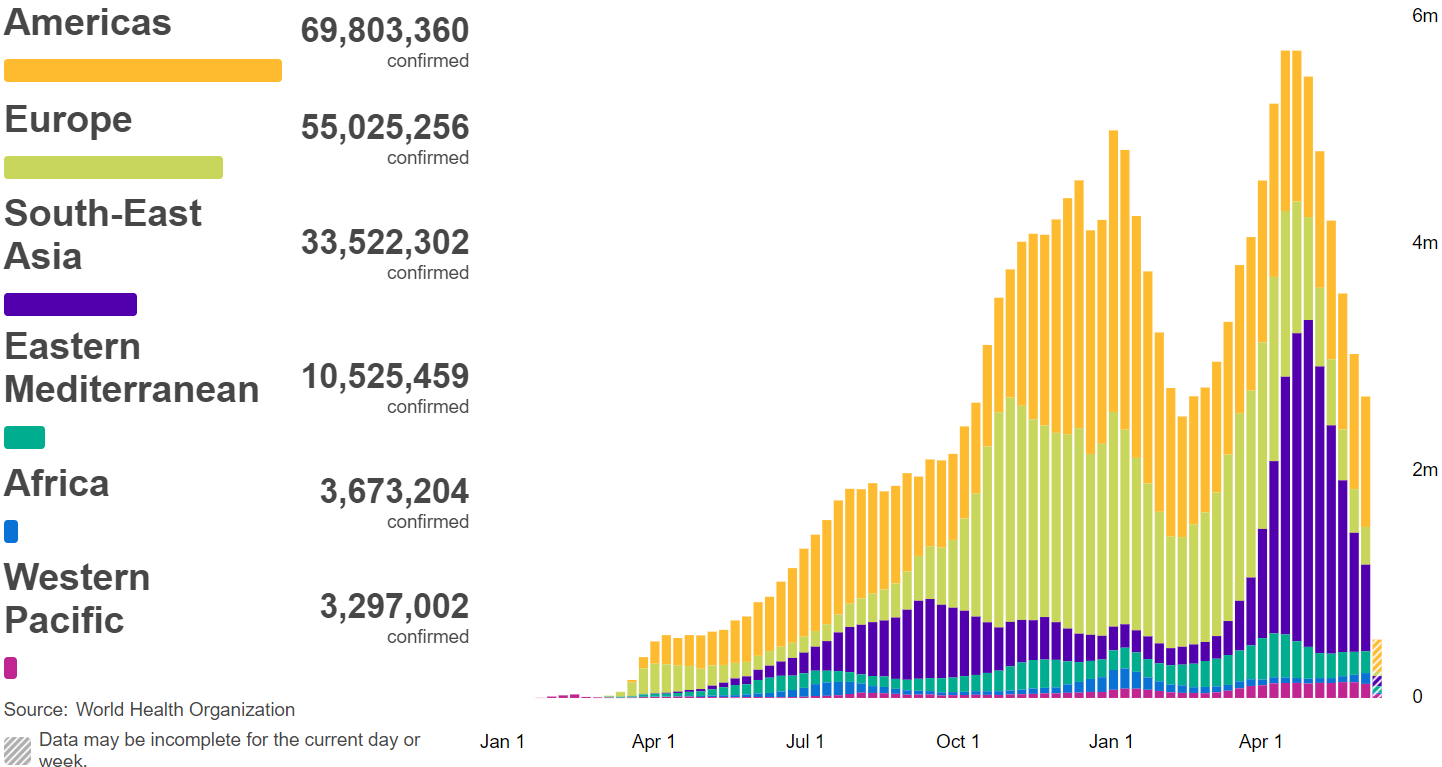 Americas
69,803,360
confirmed
Europe
55,025,256
confirmed
South-East
Asia
33,522,302
confirmed
Eastern
Mediterranean
10,525,459
confirmed
Africa
3,673,204
confirmed
Western
Pacific
3,297,002
confirmed
Source: World Health Organization
Data may be incomplete for the current day or
week.
6m
4m
2m
0
Jan 1
Apr 1
Jul 1
Oct 1
Jan 1
Apr 1